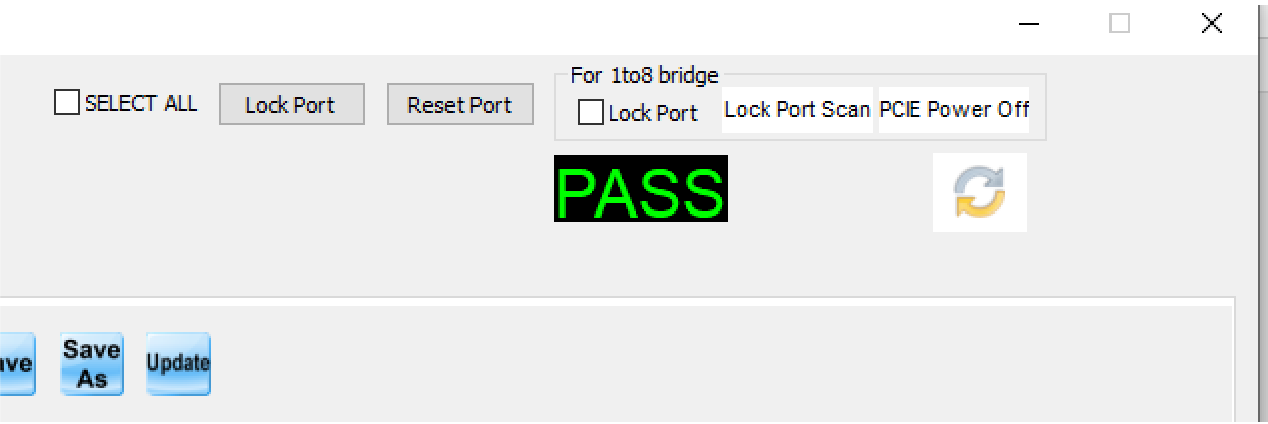 For 1to8 bridge
SELECT ALL Lock Port Reset Port Lock Port Lock Port Scan PCIE Power Off
PASS
Save
As
Update